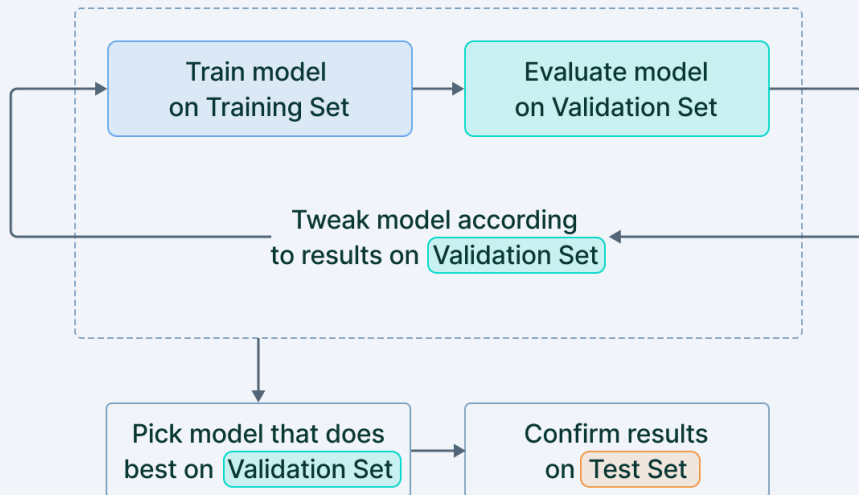 Train model
on Training Set
Evaluate model
on Validation Set
Tweak model according
to results on Validation Set
Pick model that does
best on Validation Set
Confirm results
on Test Set